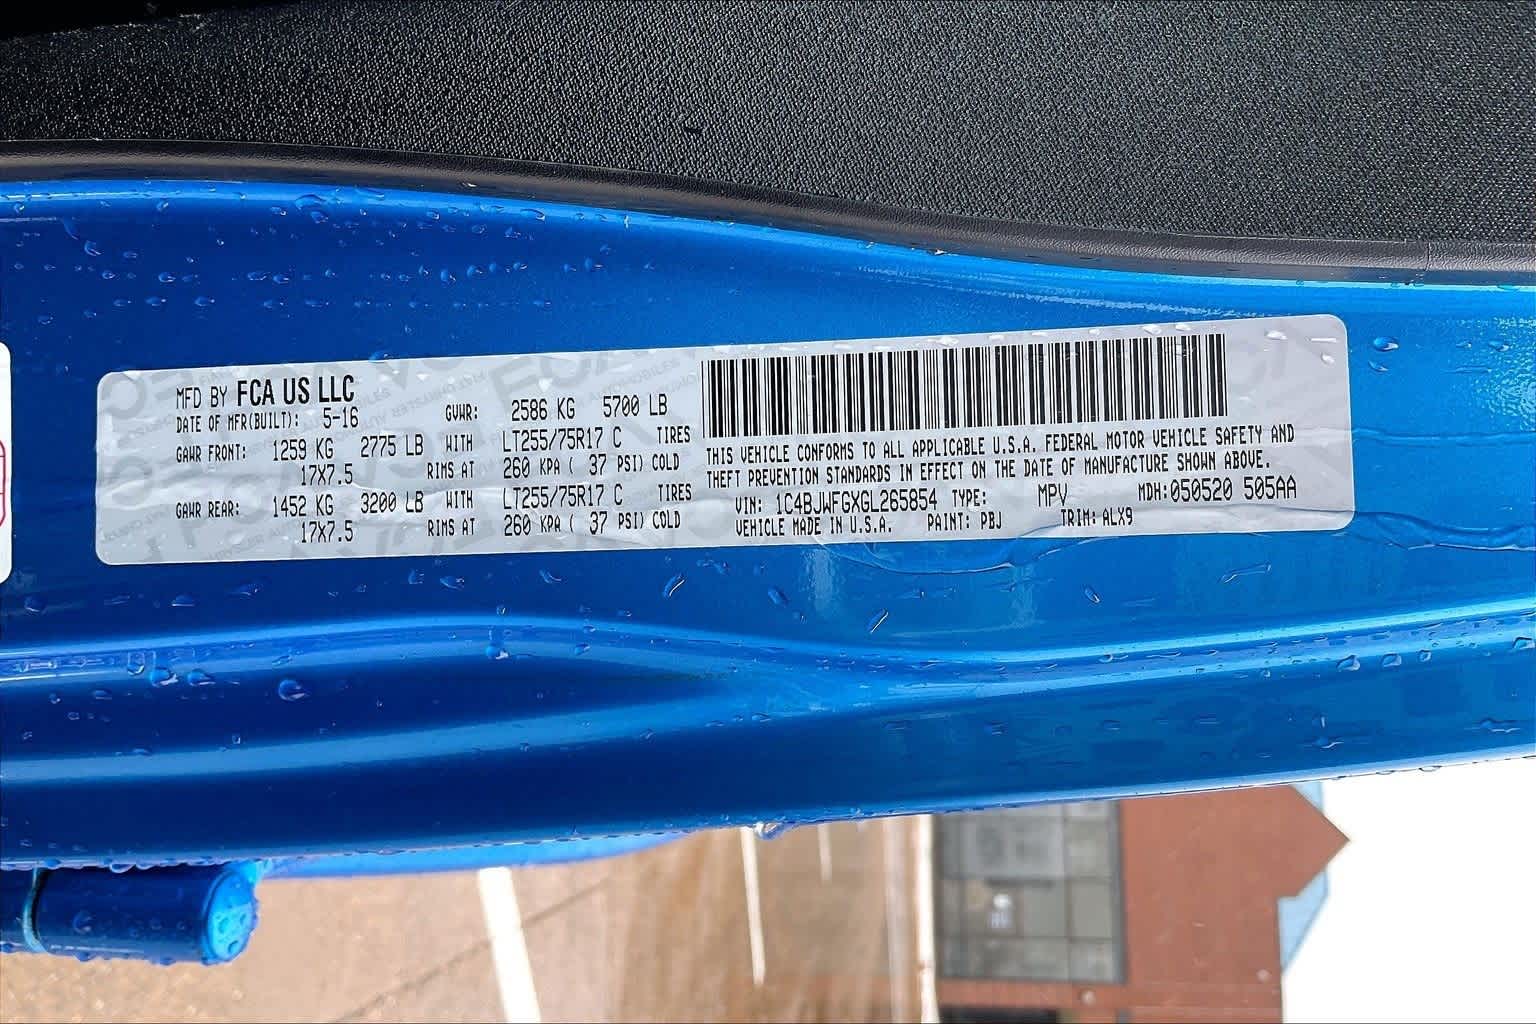 MFD BY FCA US LLC
DATE OF MFR(BUILT): 5-16 GVWR: 2586 KG 5700 LB
GAWR FRONT: 1259 KG 2775 LB WITH LT255/75R17 C TIRES
17X7.5 RIMS AT 260 KPA ( 37 PSI) COLD
GAWR REAR: 1452 KG 3200 LB WITH LT255/75R17 C TIRES
17X7.5 RIMS AT 260 KPA ( 37 PSI) COLD
THIS VEHICLE CONFORMS TO ALL APPLICABLE U.S.A. FEDERAL MOTOR VEHICLE SAFETY AND
THEFT PREVENTION STANDARDS IN EFFECT ON THE DATE OF MANUFACTURE SHOWN ABOVE.
VIN: 1C4BJWFGXGL265854 TYPE: MPV MDH:050520 505AA
VEHICLE MADE IN U.S.A. PAINT: PBJ TRIM: ALX9